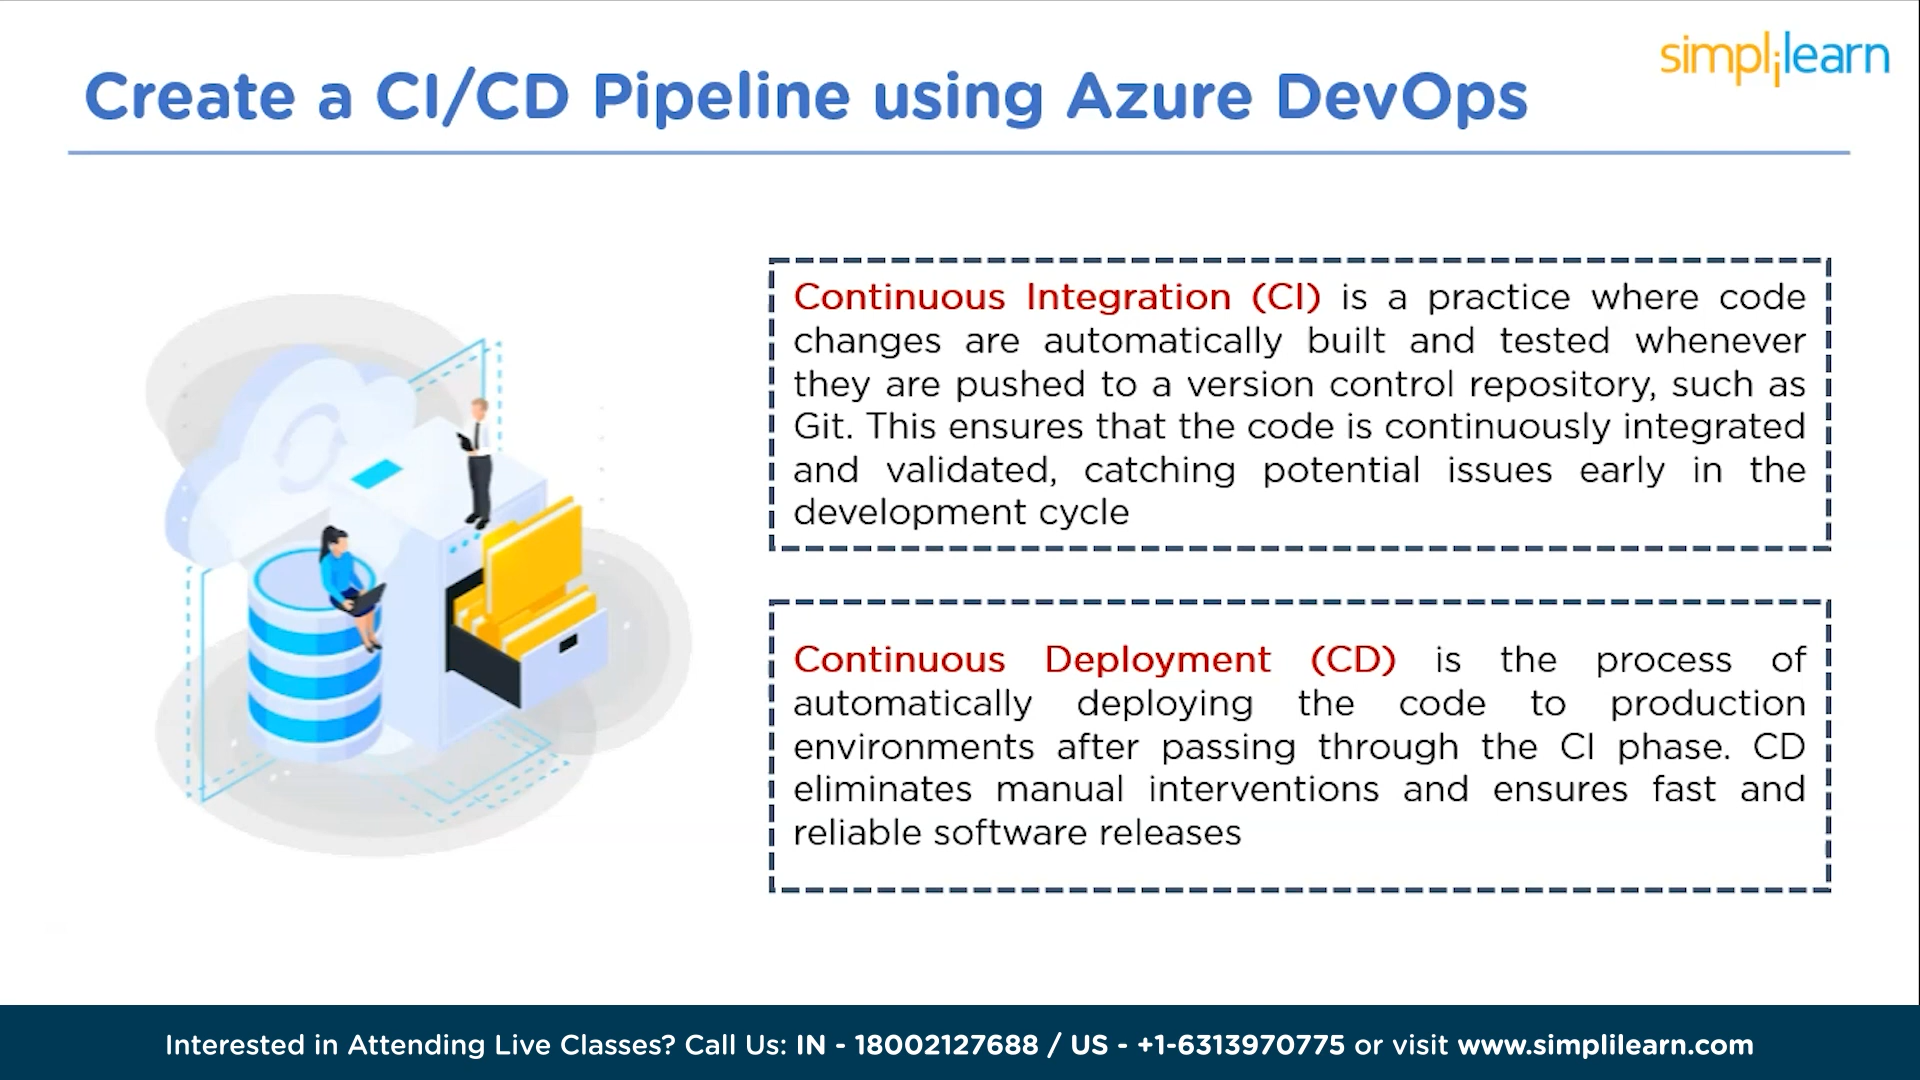 simplilearn
Create a CI/CD Pipeline using Azure DevOps
Continuous Integration (CI) is a practice where code
changes are automatically built and tested whenever
they are pushed to a version control repository, such as
Git. This ensures that the code is continuously integrated
and validated, catching potential issues early in the
development cycle
Continuous Deployment (CD) is the process of
automatically deploying the code to production
environments after passing through the CI phase. CD
eliminates manual interventions and ensures fast and
reliable software releases
Interested in Attending Live Classes? Call Us: IN - 18002127688 / US - +1-6313970775 or visit www.simplilearn.com